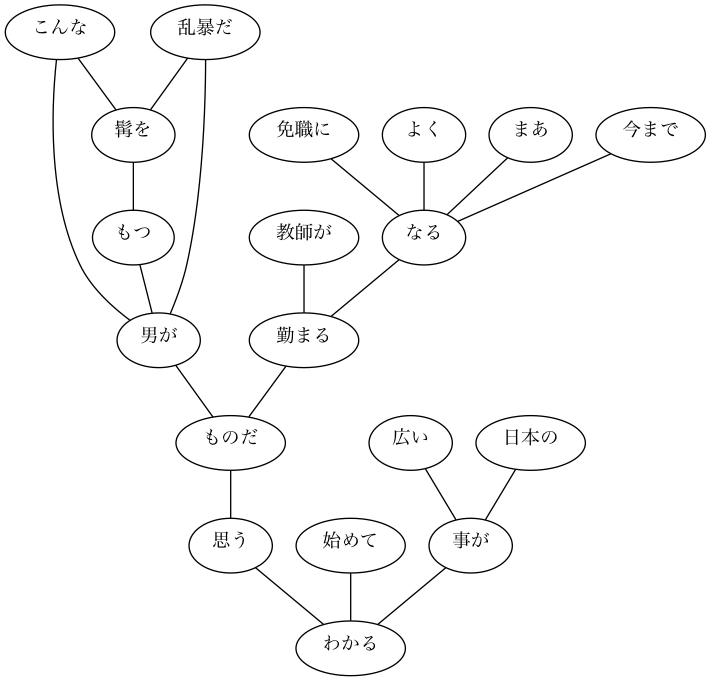 こんな
乱暴だ
髯を
免職に
よく
まあ
今まで
もつ
教師が
なる
男が
勤まる
ものだ
広い
日本の
思う
始めて
事が
わかる